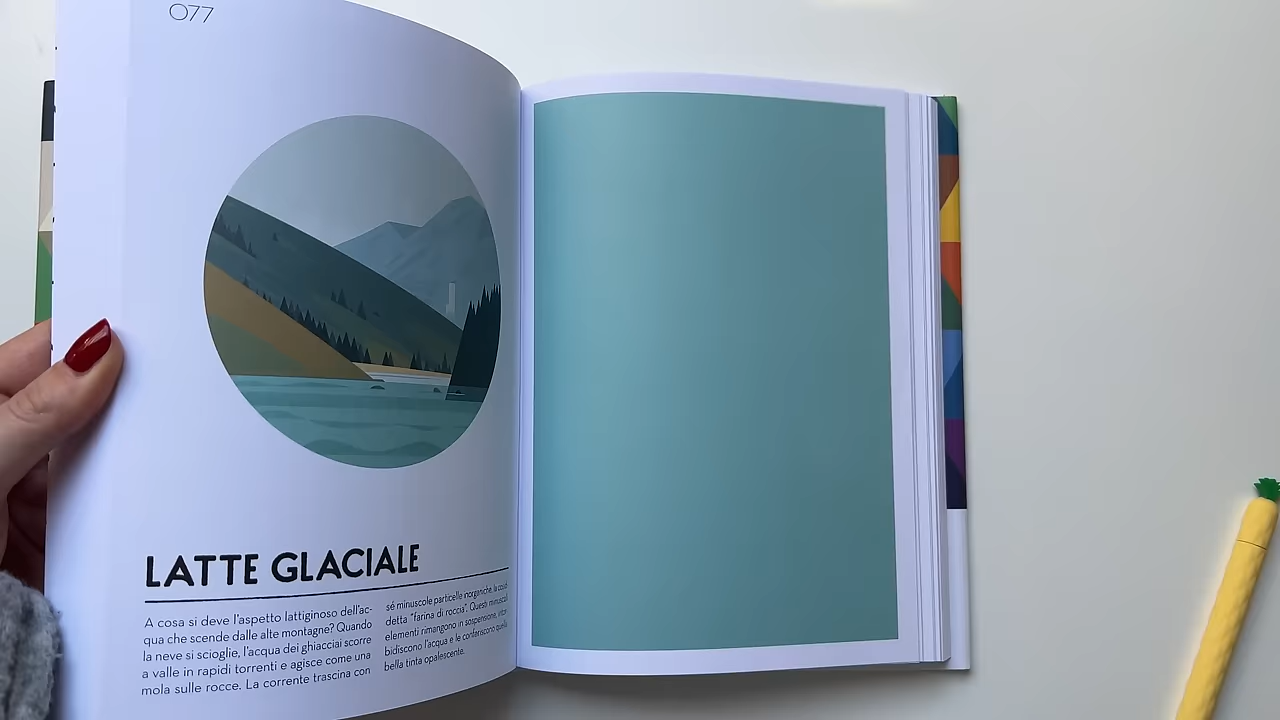 077
LATTE GLACIALE
A cosa si deve l'aspetto lattiginoso dell'ac-
qua che scende dalle alte montagne? Quando
la neve si scioglie, l'acqua dei ghiacciai scorre
a valle in rapidi torrenti e agisce come una
mola sulle rocce. La corrente trascina con
sé minuscole particelle inorganiche, la cosid-
detta "farina di roccia". Questi minuscoli
elementi rimangono in sospensione, intor-
bidiscono l'acqua e le conferiscono quella
bella tinta opalescente.